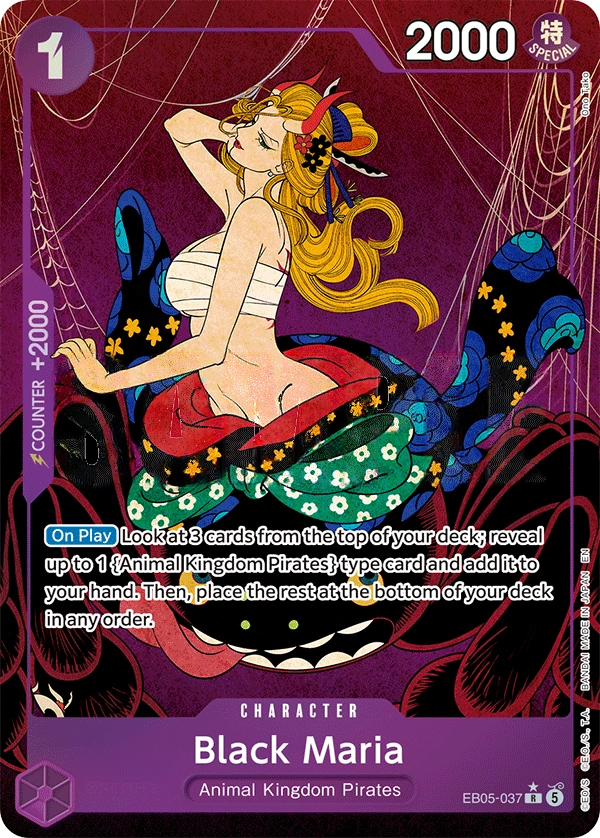 1
2000
特
SPECIAL
Ono Tako
COUNTER +2000
On Play Look at 3 cards from the top of your deck; reveal
up to 1 {Animal Kingdom Pirates} type card and add it to
your hand. Then, place the rest at the bottom of your deck
in any order.
©ED/S ©E.O./S., T.A. BANDAI MADE IN JAPAN EN
CHARACTER
Black Maria
Animal Kingdom Pirates
EB05-037 R 5